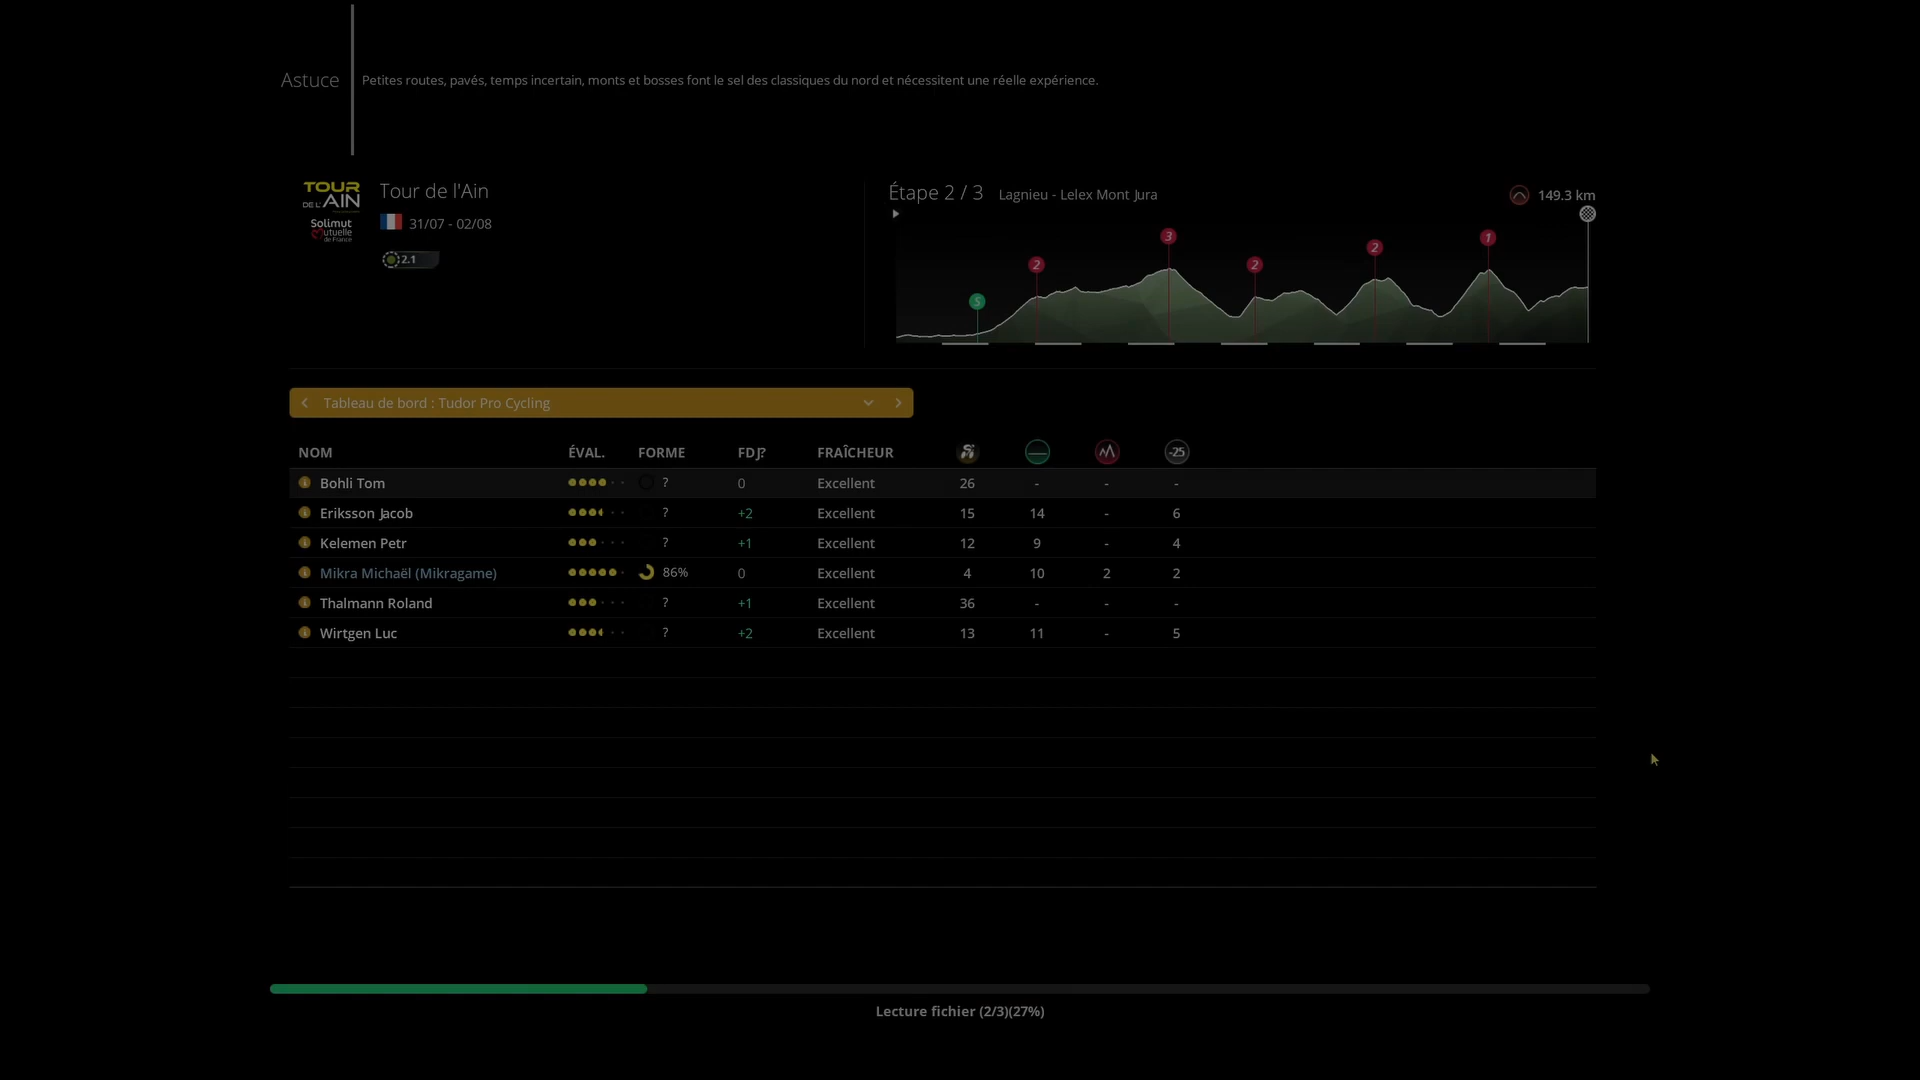 Astuce
Petites routes, pavés, temps incertain, monts et bosses font le sel des classiques du nord et nécessitent une réelle expérience.
TOUR DE L'AIN
Solimut Mutuelle de France
Tour de l'Ain
31/07 - 02/08
2.1
Étape 2 / 3 Lagnieu - Lelex Mont Jura
149.3 km
S 2 3 2 2 1
Tableau de bord : Tudor Pro Cycling
NOM ÉVAL. FORME FDJ? FRAÎCHEUR -25
Bohli Tom ? 0 Excellent 26 - - -
Eriksson Jacob ? +2 Excellent 15 14 - 6
Kelemen Petr ? +1 Excellent 12 9 - 4
Mikra Michaël (Mikragame) 86% 0 Excellent 4 10 2 2
Thalmann Roland ? +1 Excellent 36 - - -
Wirtgen Luc ? +2 Excellent 13 11 - 5
Lecture fichier (2/3)(27%)